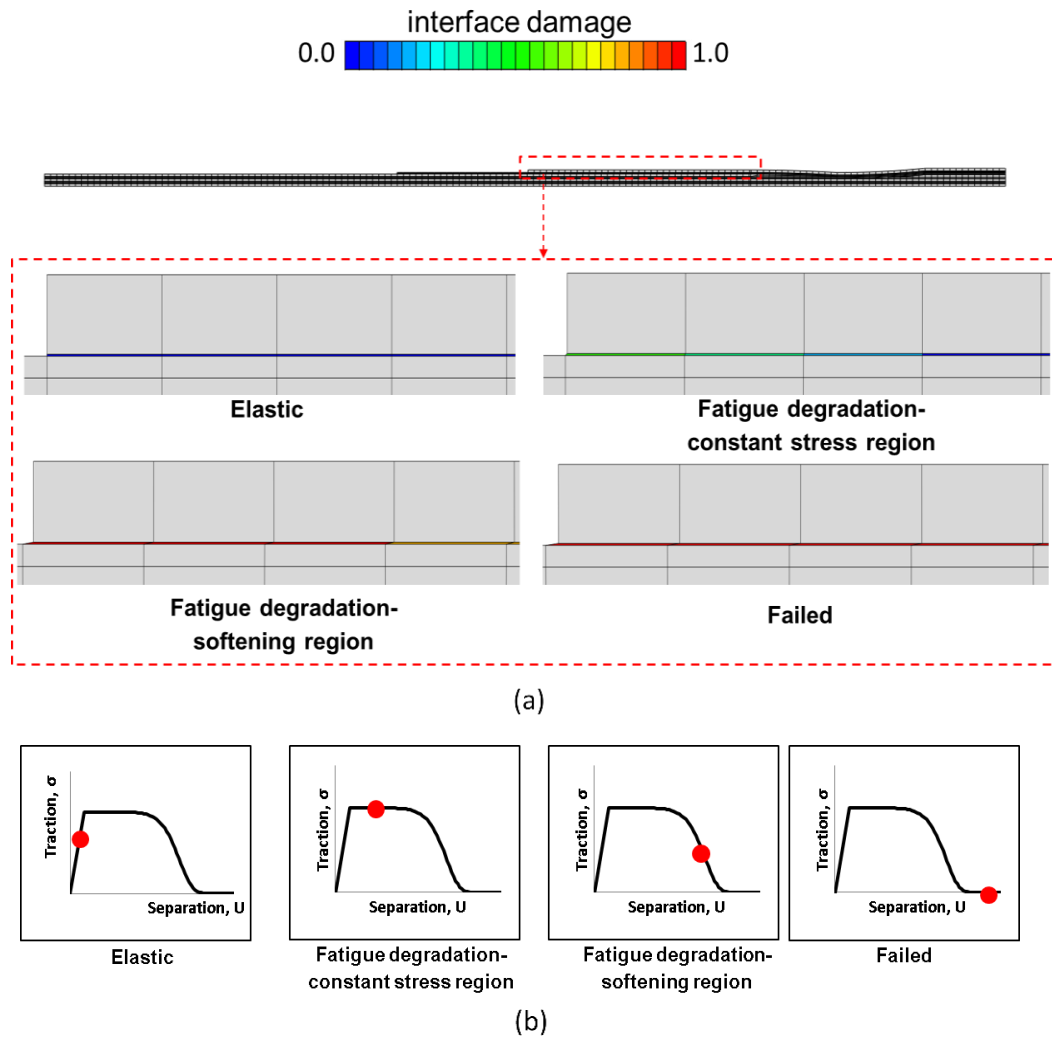 interface damage
0.0 1.0
Elastic
Fatigue degradation-
constant stress region
Fatigue degradation-
softening region
Failed
(a)
Traction, σ
Separation, U
Elastic
Traction, σ
Separation, U
Fatigue degradation-
constant stress region
Traction, σ
Separation, U
Fatigue degradation-
softening region
Traction, σ
Separation, U
Failed
(b)